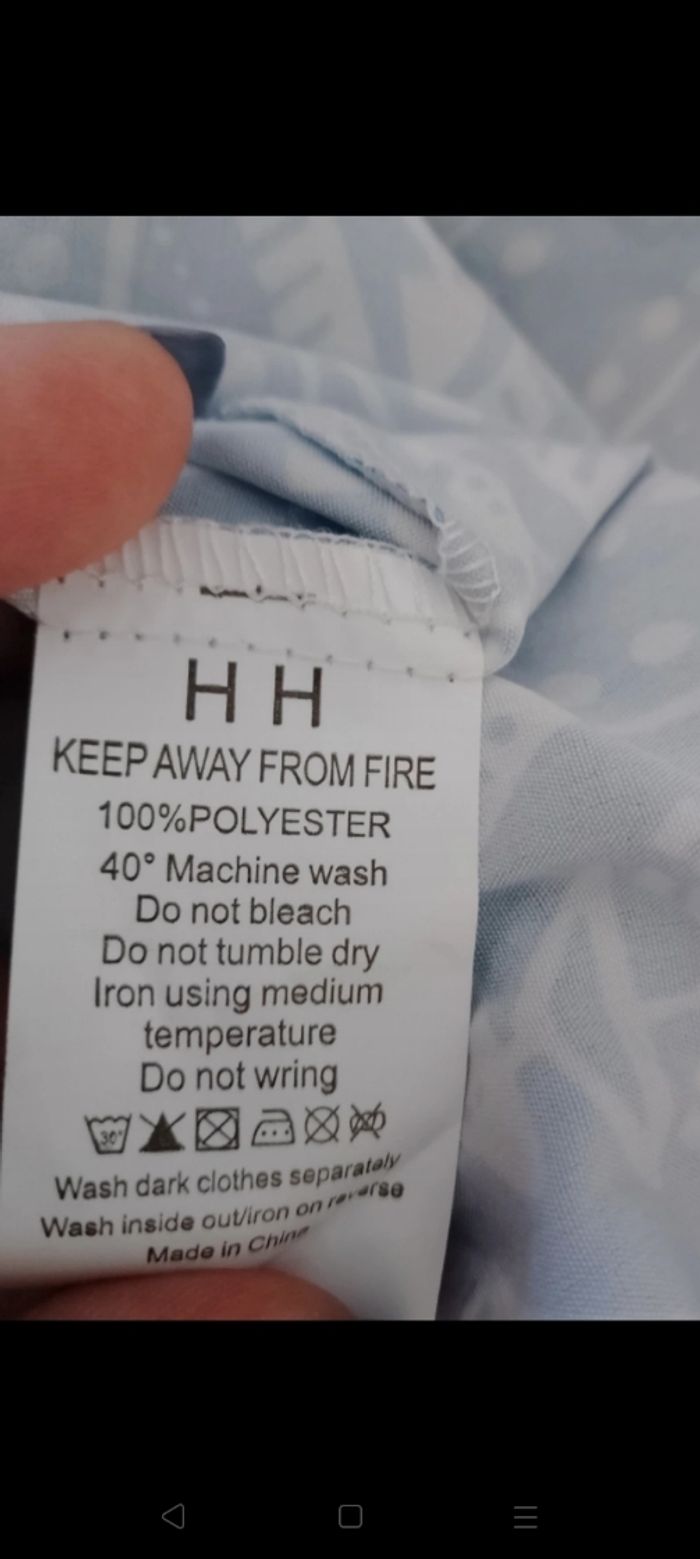 H H
KEEP AWAY FROM FIRE
100%POLYESTER
40° Machine wash
Do not bleach
Do not tumble dry
Iron using medium
temperature
Do not wring
30°
Wash dark clothes separately
Wash inside out/iron on reverse
Made in China